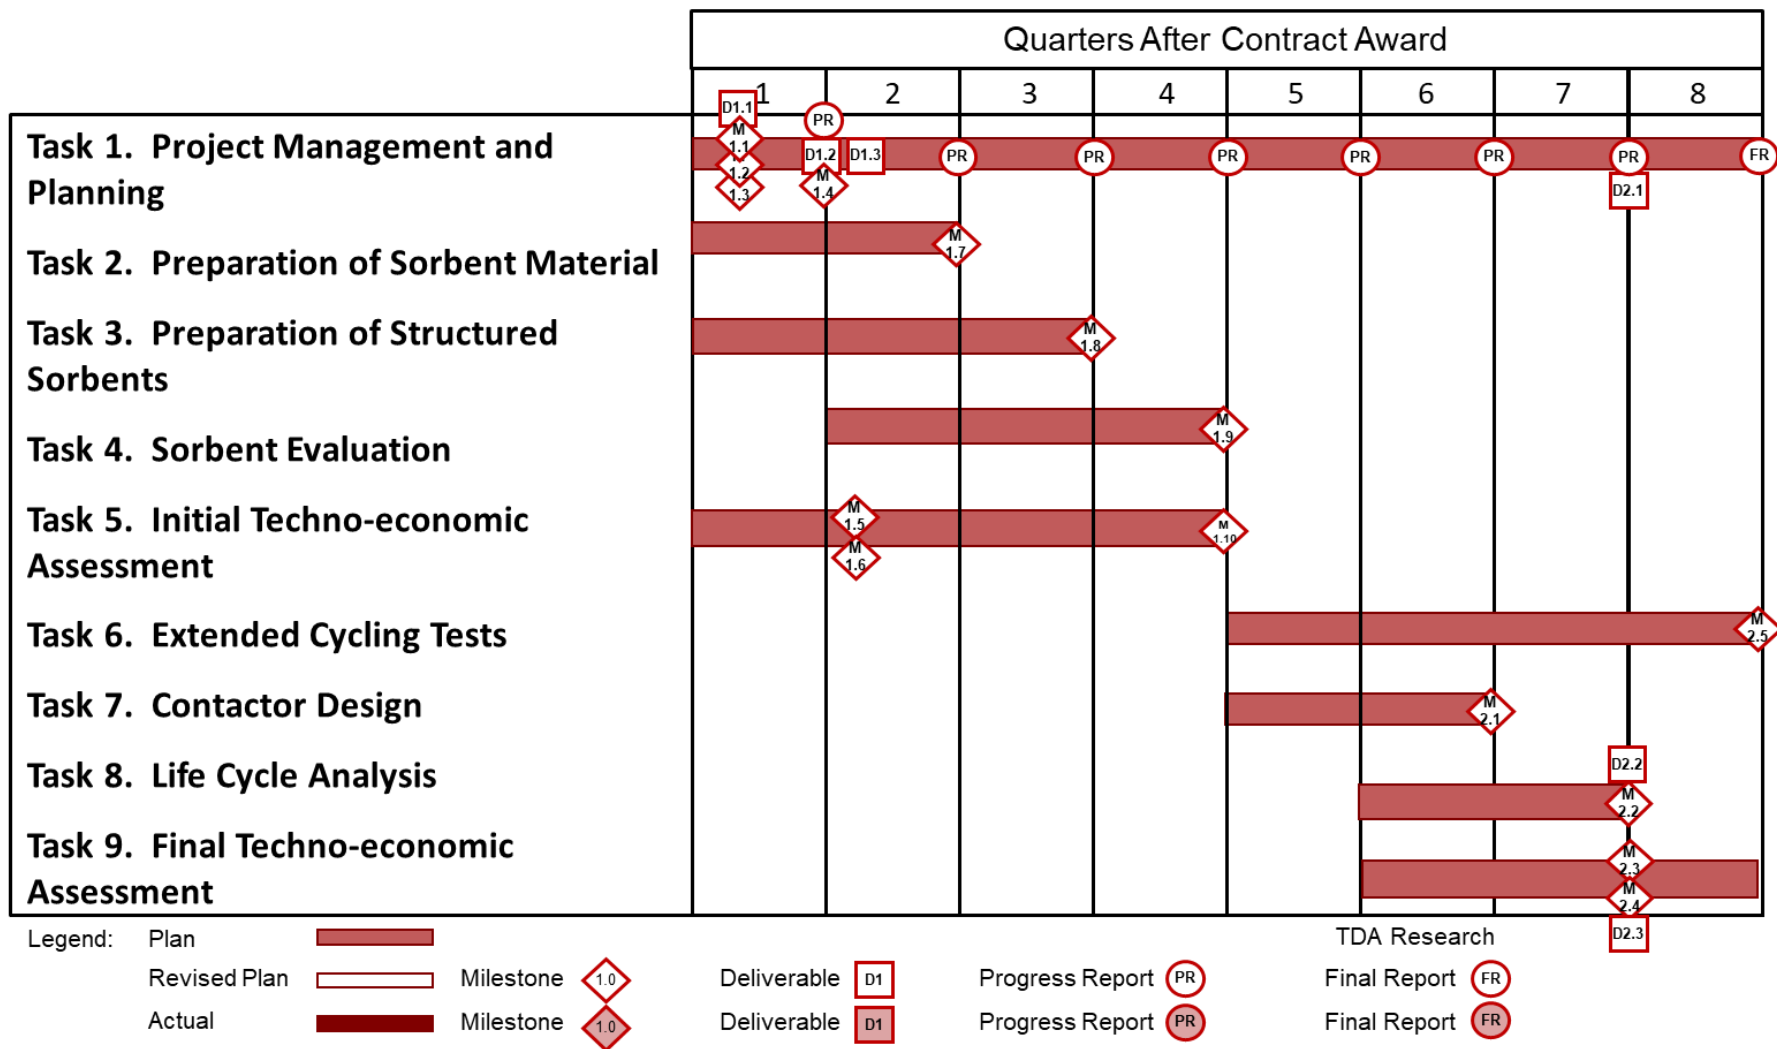 Quarters After Contract Award
1 2 3 4 5 6 7 8
D1.1
PR
Task 1. Project Management and
Planning
M
1.1
1.2
1.3
D1.2
D1.3
M
1.4
PR PR PR PR PR PR FR
D2.1
Task 2. Preparation of Sorbent Material
M
1.7
Task 3. Preparation of Structured
Sorbents
M
1.8
Task 4. Sorbent Evaluation
M
1.9
Task 5. Initial Techno-economic
Assessment
M
1.5
M
1.6
M
1.10
Task 6. Extended Cycling Tests
M
2.5
Task 7. Contactor Design
M
2.1
Task 8. Life Cycle Analysis
D2.2
M
2.2
Task 9. Final Techno-economic
Assessment
M
2.3
M
2.4
D2.3
Legend: Plan TDA Research
Revised Plan Milestone 1.0 Deliverable D1 Progress Report PR Final Report FR
Actual Milestone 1.0 Deliverable D1 Progress Report PR Final Report FR